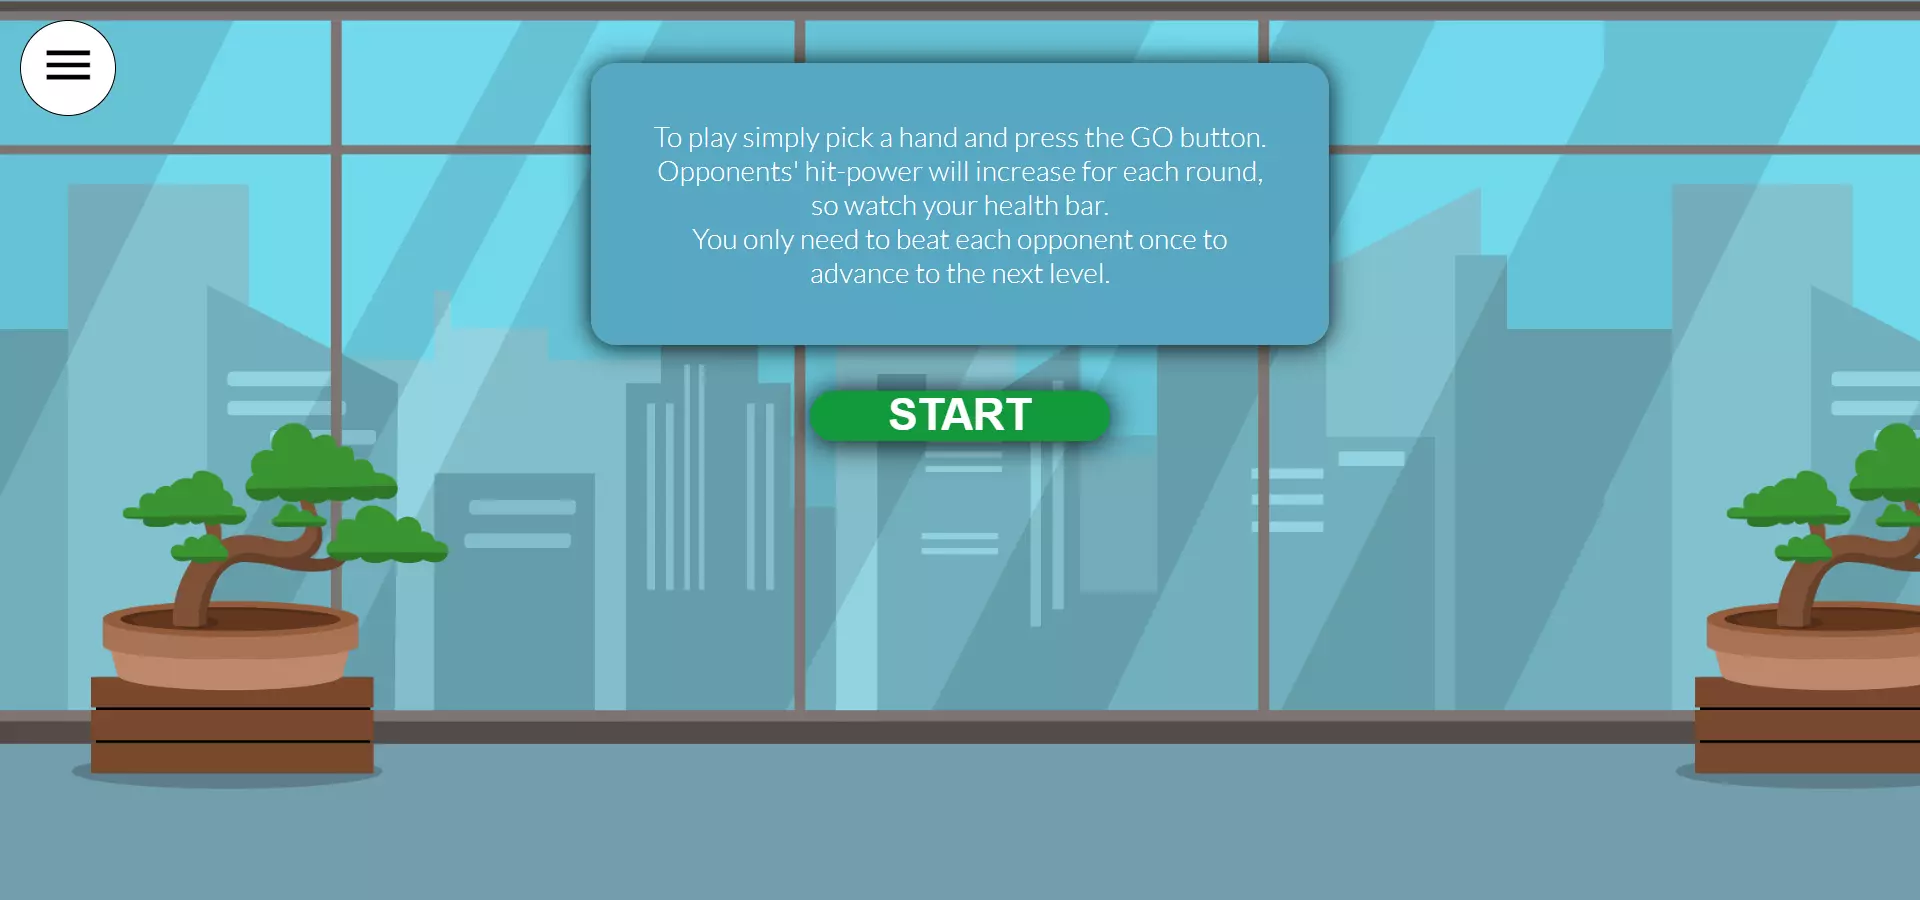 To play simply pick a hand and press the GO button.
Opponents' hit-power will increase for each round,
so watch your health bar.
You only need to beat each opponent once to
advance to the next level.
START